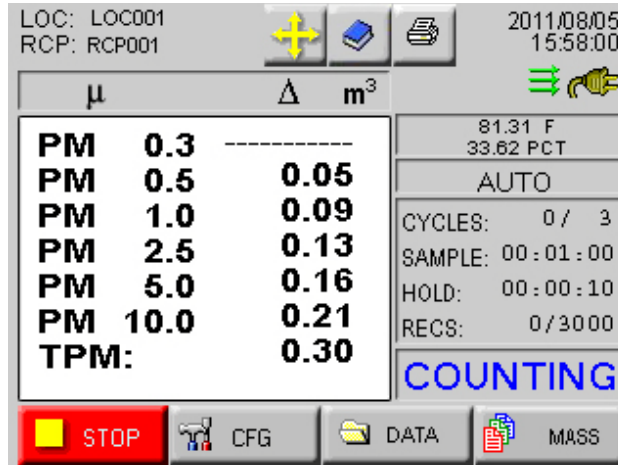 LOC: LOC001
RCP: RCP001
2011/08/05
15:58:00
μ Δ m³
PM 0.3 -----------
PM 0.5 0.05
PM 1.0 0.09
PM 2.5 0.13
PM 5.0 0.16
PM 10.0 0.21
TPM: 0.30
81.31 F
33.62 PCT
AUTO
CYCLES: 0/ 3
SAMPLE: 00:01:00
HOLD: 00:00:10
RECS: 0/3000
COUNTING
STOP CFG DATA MASS